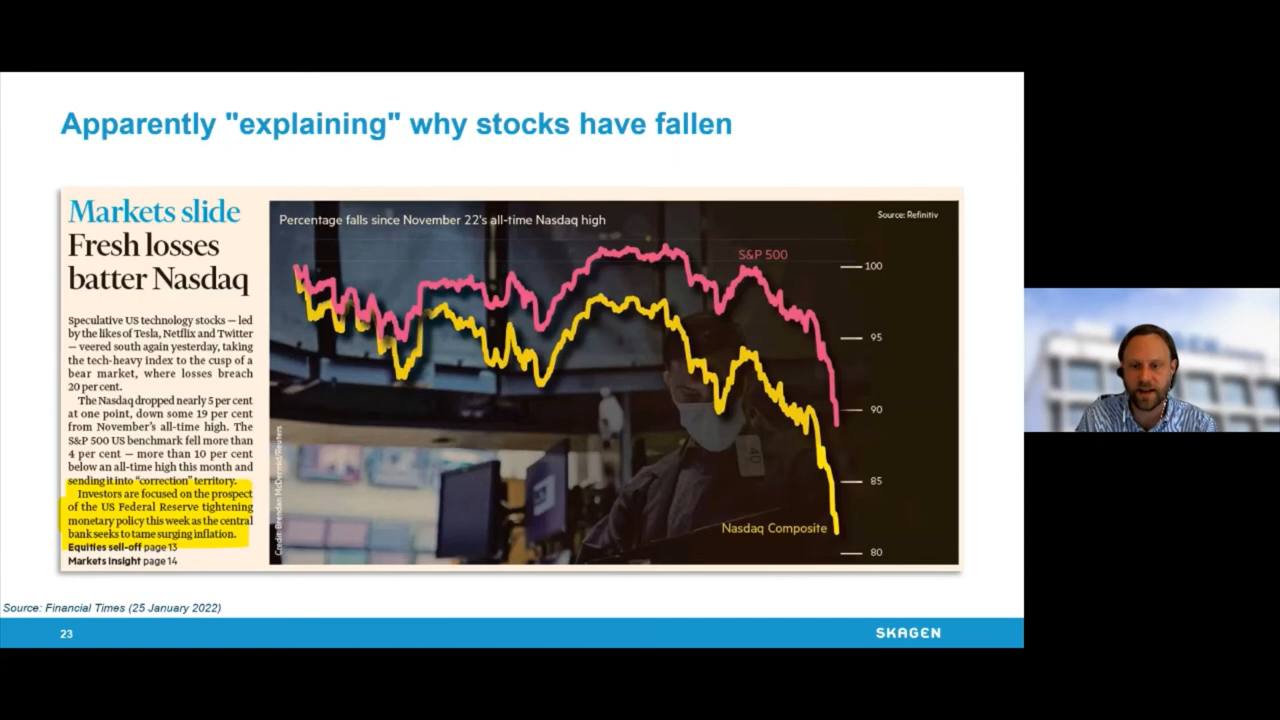 Apparently "explaining" why stocks have fallen
Markets slide
Fresh losses
batter Nasdaq
Speculative US technology stocks — led
by the likes of Tesla, Netflix and Twitter
— veered south again yesterday, taking
the tech-heavy index to the cusp of a
bear market, where losses breach
20 per cent.
The Nasdaq dropped nearly 5 per cent
at one point, down some 19 per cent
from November's all-time high. The
S&P 500 US benchmark fell more than
4 per cent — more than 10 per cent
below an all-time high this month and
sending it into "correction" territory.
Investors are focused on the prospect
of the US Federal Reserve tightening
monetary policy this week as the central
bank seeks to tame surging inflation.
Equities sell-off page 13
Markets Insight page 14
Percentage falls since November 22's all-time Nasdaq high
Source: Refinitiv
S&P 500
100
95
90
85
80
Nasdaq Composite
Credit: Brendan McDermid/Reuters
40
Source: Financial Times (25 January 2022)
23
SKAGEN